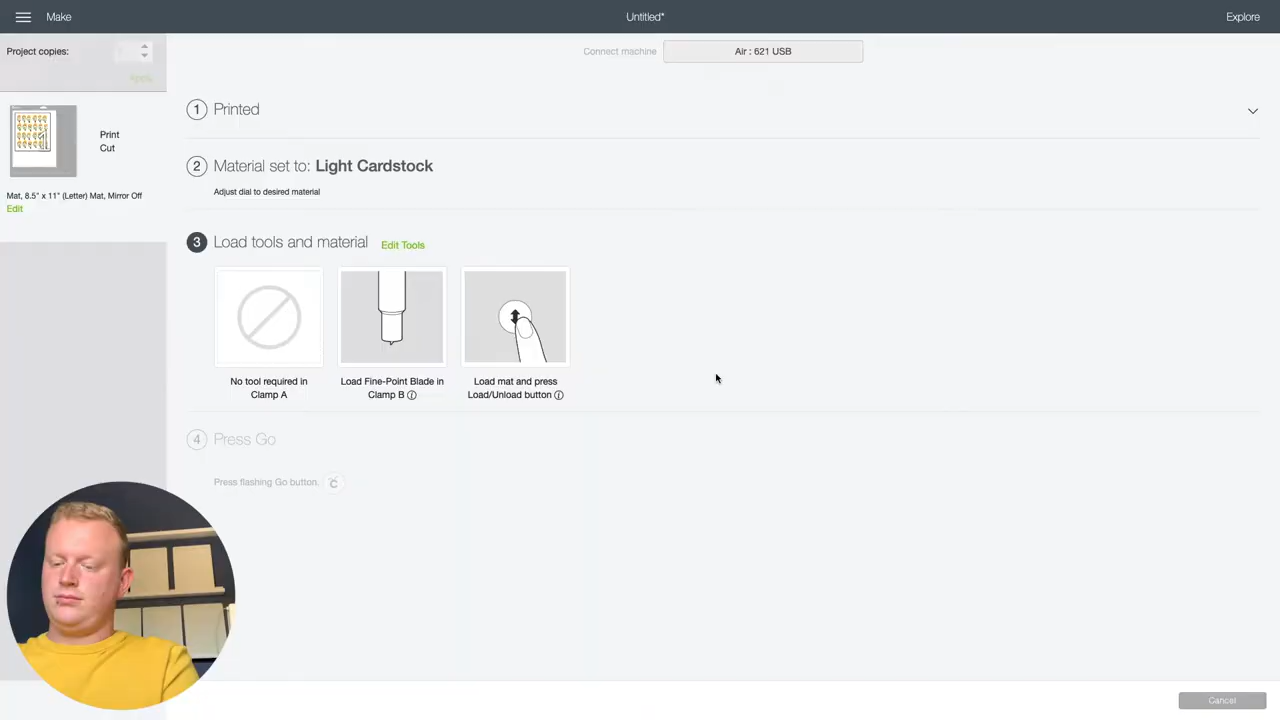 Make
Untitled*
Explore
Project copies:
Apply
Connect machine
Air : 621 USB
Print
Cut
Mat, 8.5" x 11" (Letter) Mat, Mirror Off
Edit
1 Printed
2 Material set to: Light Cardstock
Adjust dial to desired material
3 Load tools and material
Edit Tools
No tool required in
Clamp A
Load Fine-Point Blade in
Clamp B
Load mat and press
Load/Unload button
4 Press Go
Press flashing Go button.
Cancel